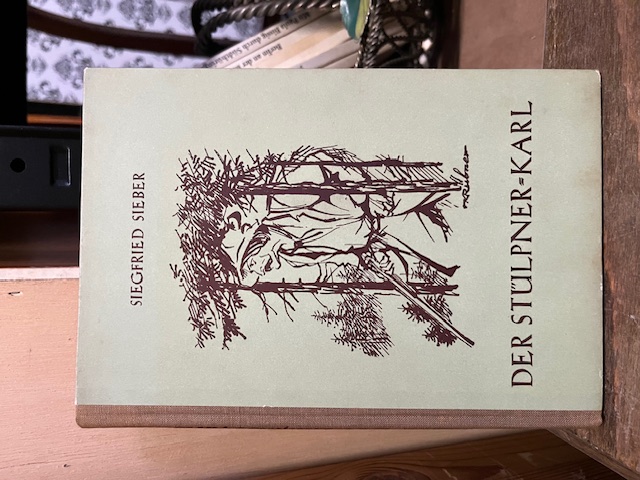 SIEGFRIED SIEBER
DER STÜLPNER=KARL